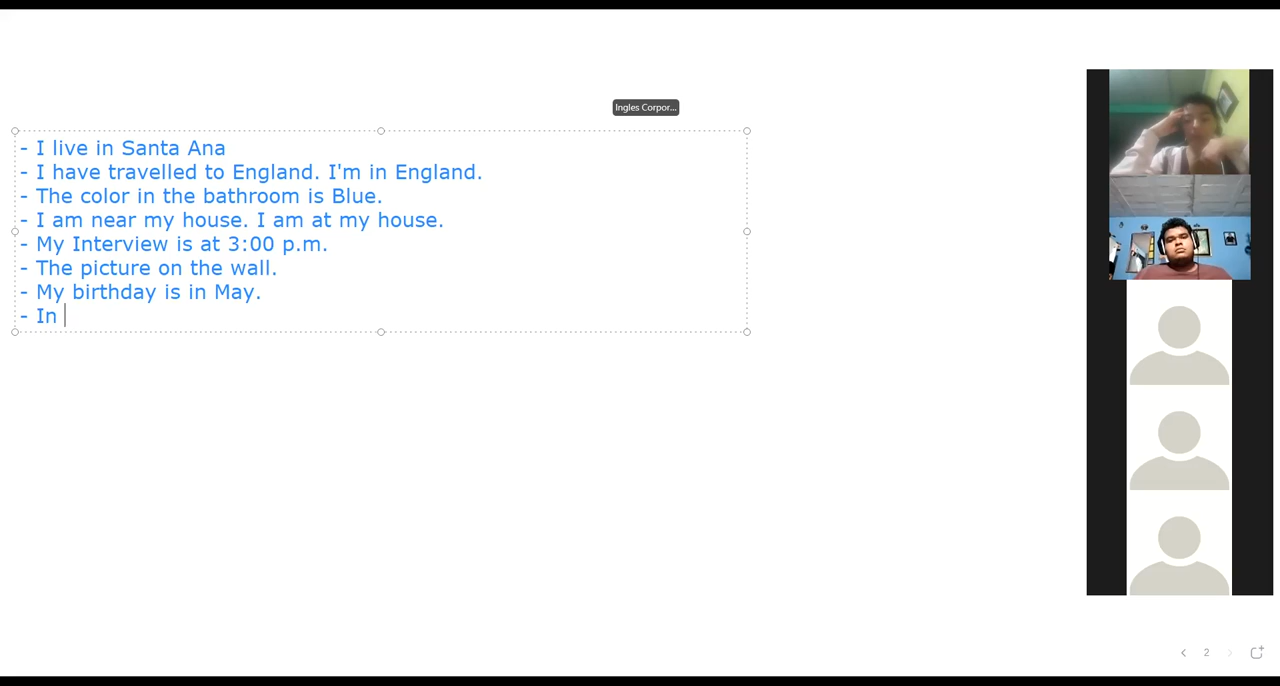 Ingles Corpor...
- I live in Santa Ana
- I have travelled to England. I'm in England.
- The color in the bathroom is Blue.
- I am near my house. I am at my house.
- My Interview is at 3:00 p.m.
- The picture on the wall.
- My birthday is in May.
- In
2